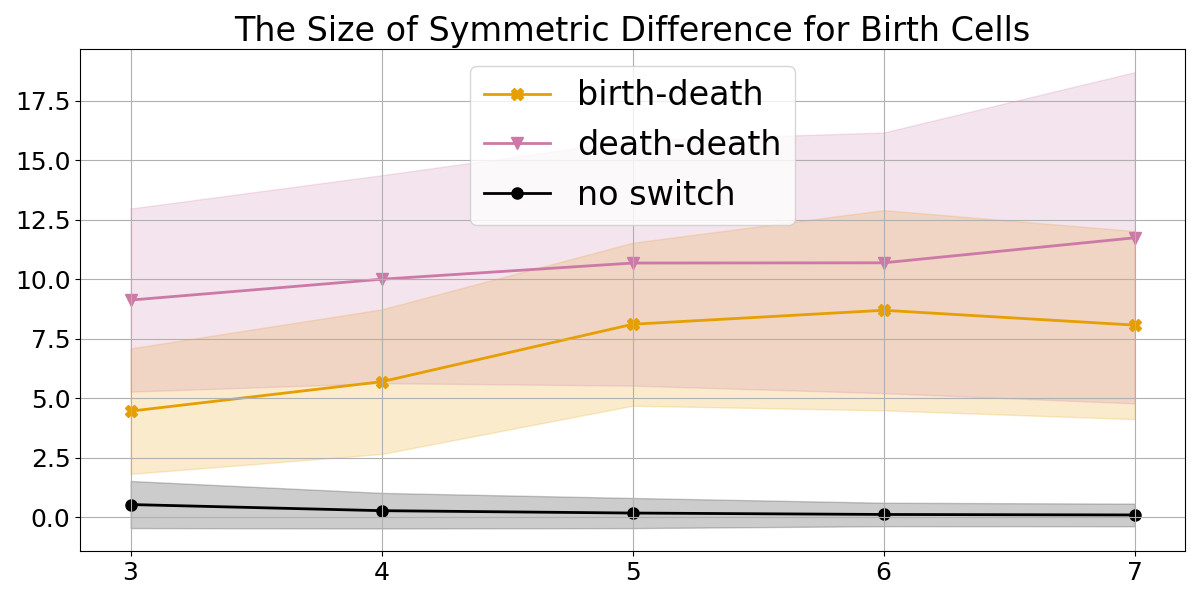 The Size of Symmetric Difference for Birth Cells
birth-death
death-death
no switch
17.5
15.0
12.5
10.0
7.5
5.0
2.5
0.0
3 4 5 6 7